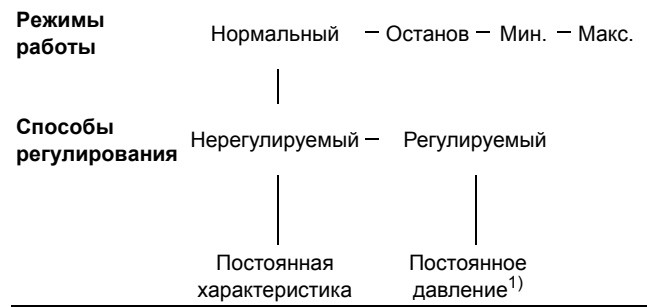 Режимы
работы
Нормальный – Останов – Мин. – Макс.
Способы
регулирования
Нерегулируемый – Регулируемый
Постоянная
характеристика
Постоянное
давление1)